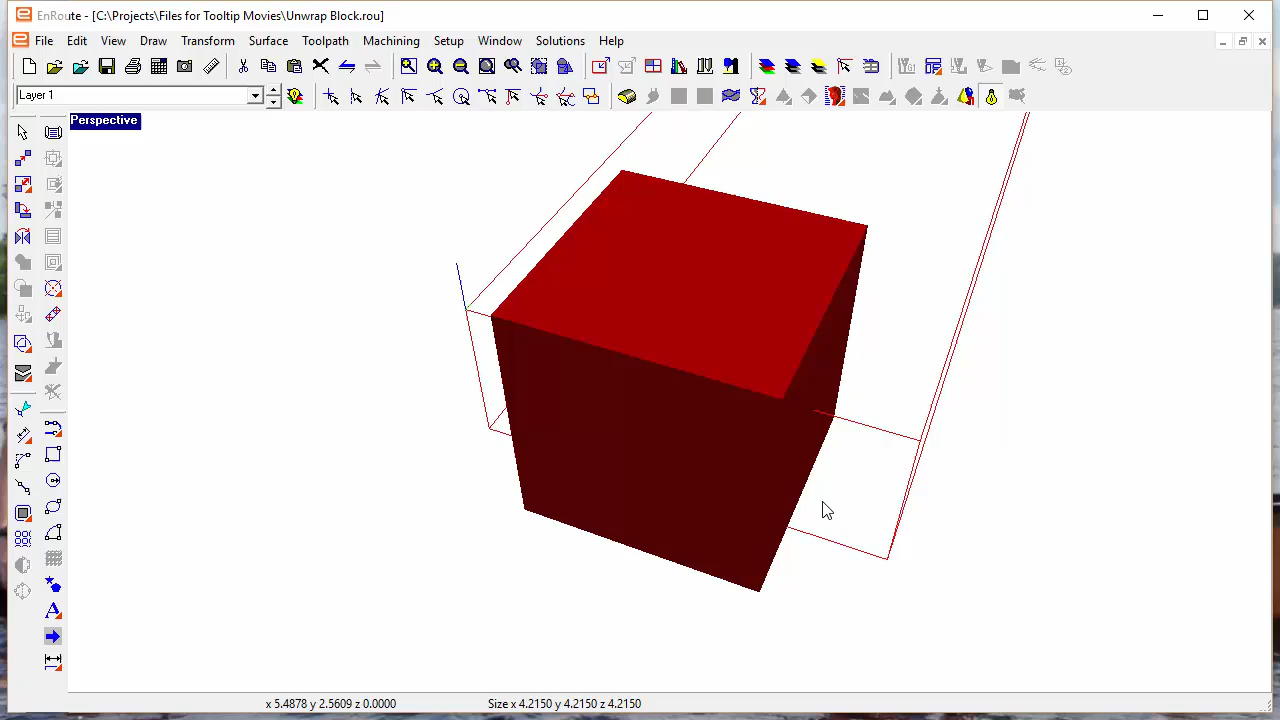 EnRoute - [C:\Projects\Files for Tooltip Movies\Unwrap Block.rou]
File Edit View Draw Transform Surface Toolpath Machining Setup Window Solutions Help
Layer 1
Perspective
x 5.4878 y 2.5609 z 0.0000 Size x 4.2150 y 4.2150 z 4.2150